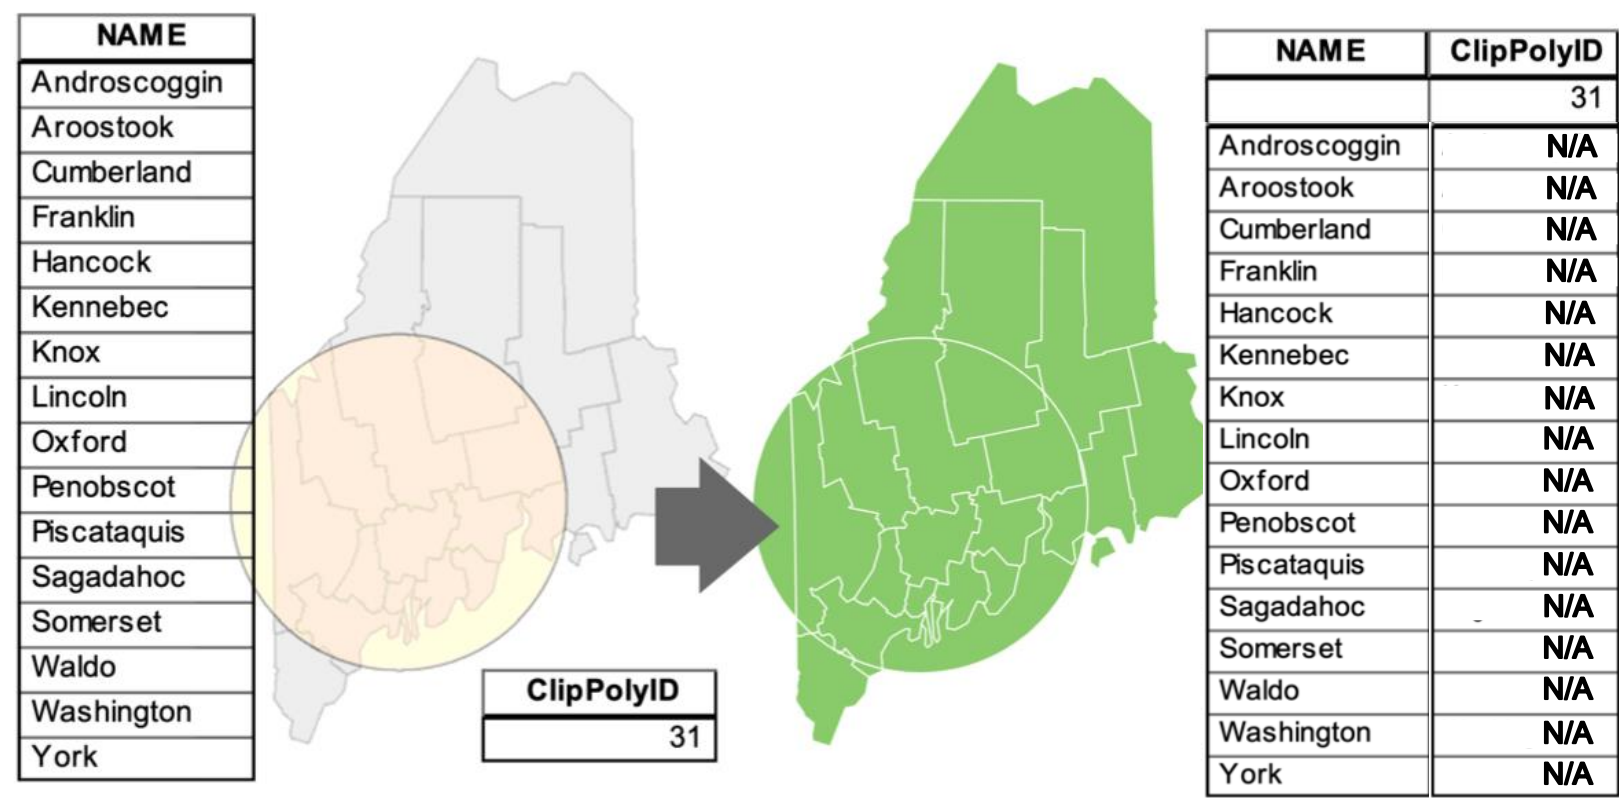 NAME
Androscoggin
Aroostook
Cumberland
Franklin
Hancock
Kennebec
Knox
Lincoln
Oxford
Penobscot
Piscataquis
Sagadahoc
Somerset
Waldo
Washington
York
ClipPolyID
31
NAME ClipPolyID
31
Androscoggin N/A
Aroostook N/A
Cumberland N/A
Franklin N/A
Hancock N/A
Kennebec N/A
Knox N/A
Lincoln N/A
Oxford N/A
Penobscot N/A
Piscataquis N/A
Sagadahoc N/A
Somerset N/A
Waldo N/A
Washington N/A
York N/A